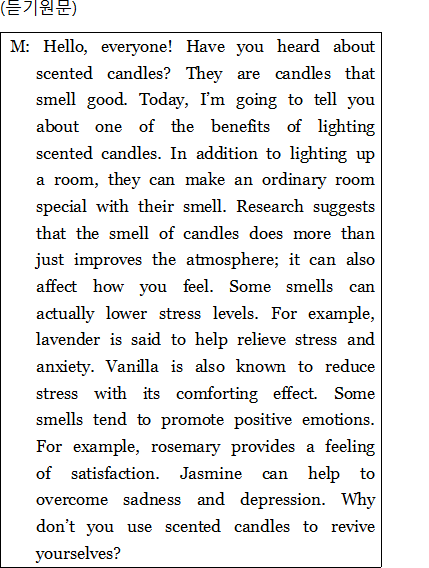 (듣기원문)
M: Hello, everyone! Have you heard about
scented candles? They are candles that
smell good. Today, I'm going to tell you
about one of the benefits of lighting
scented candles. In addition to lighting up
a room, they can make an ordinary room
special with their smell. Research suggests
that the smell of candles does more than
just improves the atmosphere; it can also
affect how you feel. Some smells can
actually lower stress levels. For example,
lavender is said to help relieve stress and
anxiety. Vanilla is also known to reduce
stress with its comforting effect. Some
smells tend to promote positive emotions.
For example, rosemary provides a feeling
of satisfaction. Jasmine can help to
overcome sadness and depression. Why
don't you use scented candles to revive
yourselves?